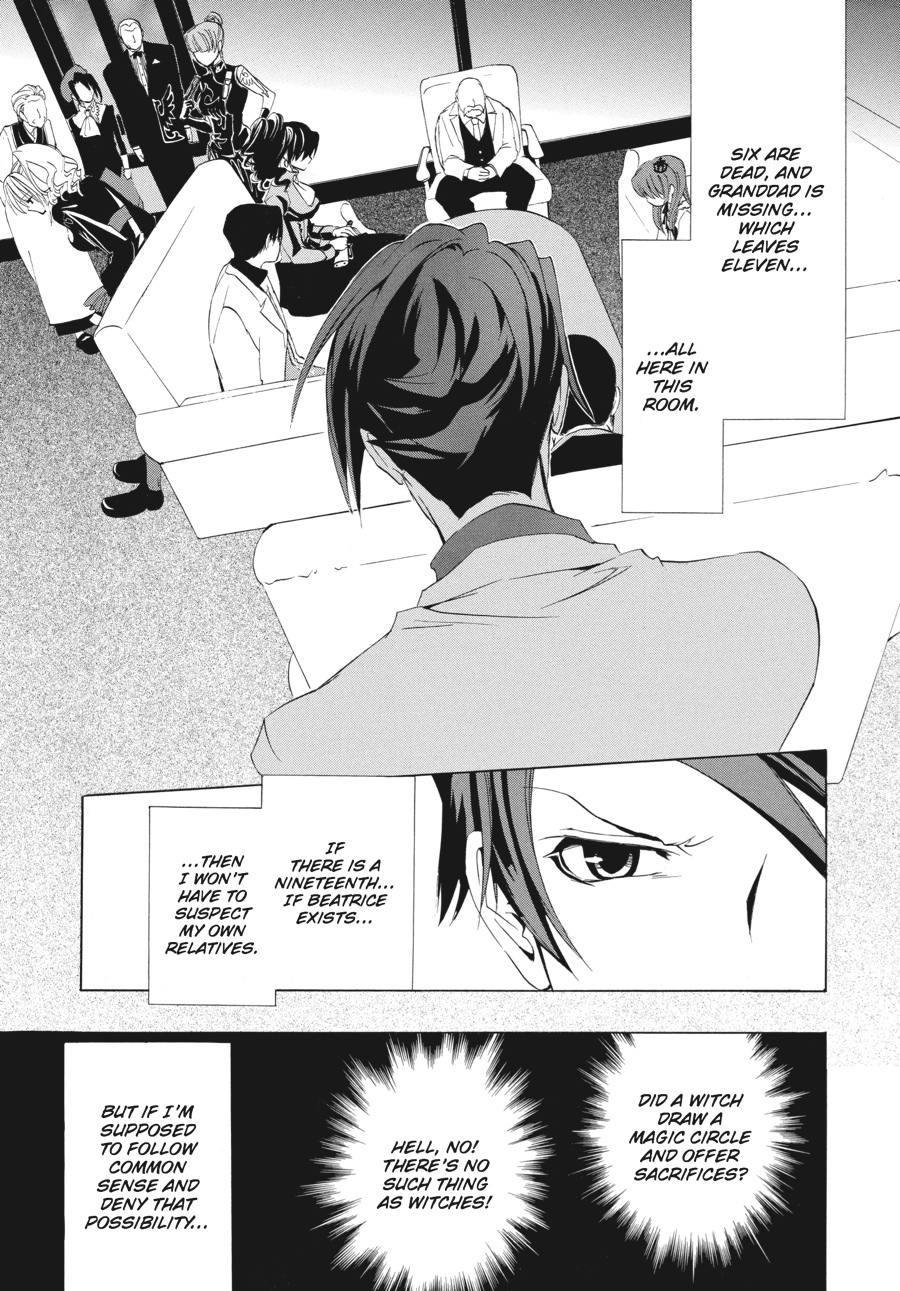 SIX ARE
DEAD, AND
GRANDDAD IS
MISSING...
WHICH
LEAVES
ELEVEN...
...ALL
HERE IN
THIS
ROOM.
IF
THERE IS A
NINETEENTH...
IF BEATRICE
EXISTS...
...THEN
I WON'T
HAVE TO
SUSPECT
MY OWN
RELATIVES.
DID A WITCH
DRAW A
MAGIC CIRCLE
AND OFFER
SACRIFICES?
HELL, NO!
THERE'S NO
SUCH THING
AS WITCHES!
BUT IF I'M
SUPPOSED
TO FOLLOW
COMMON
SENSE AND
DENY THAT
POSSIBILITY...